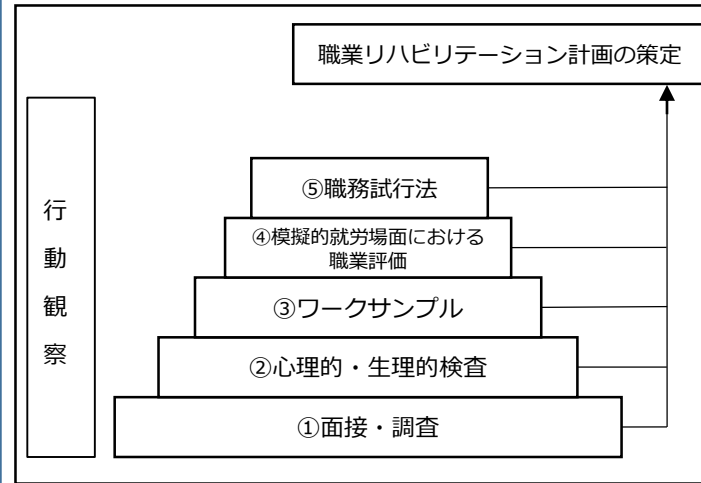 職業リハビリテーション計画の策定
行動観察
⑤職務試行法
④模擬的就労場面における
職業評価
③ワークサンプル
②心理的・生理的検査
①面接・調査